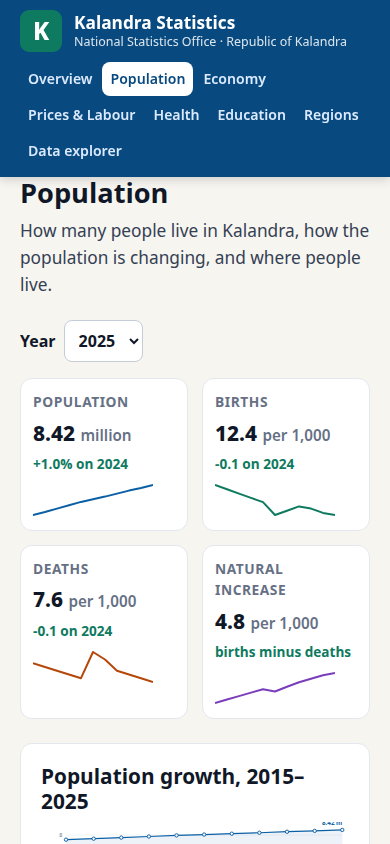 K
Kalandra Statistics
National Statistics Office · Republic of Kalandra
Overview Population Economy
Prices & Labour Health Education Regions
Data explorer
Population
How many people live in Kalandra, how the
population is changing, and where people
live.
Year 2025
POPULATION
8.42 million
+1.0% on 2024
BIRTHS
12.4 per 1,000
-0.1 on 2024
DEATHS
7.6 per 1,000
-0.1 on 2024
NATURAL
INCREASE
4.8 per 1,000
births minus deaths
Population growth, 2015–
2025
8.42 m